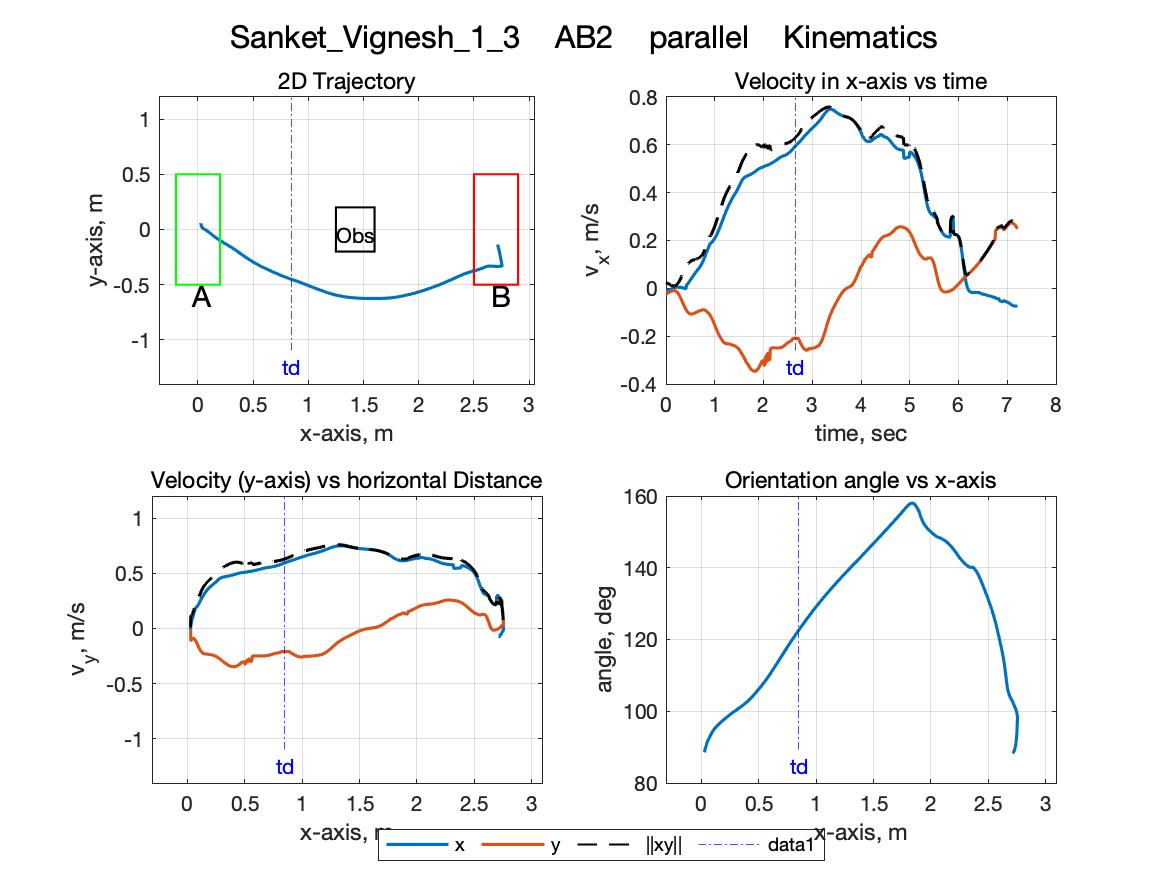 Sanket_Vignesh_1_3 AB2 parallel Kinematics
2D Trajectory
1
0.5
0
-0.5
-1
y-axis, m
A
Obs
B
td
0 0.5 1 1.5 2 2.5 3
x-axis, m
Velocity in x-axis vs time
0.8
0.6
0.4
0.2
0
-0.2
-0.4
v_x, m/s
td
0 1 2 3 4 5 6 7 8
time, sec
Velocity (y-axis) vs horizontal Distance
1
0.5
0
-0.5
-1
v_y, m/s
td
0 0.5 1 1.5 2 2.5 3
x-axis, m
Orientation angle vs x-axis
160
140
120
100
80
angle, deg
td
0 0.5 1 1.5 2 2.5 3
x-axis, m
x y ||xy|| data1